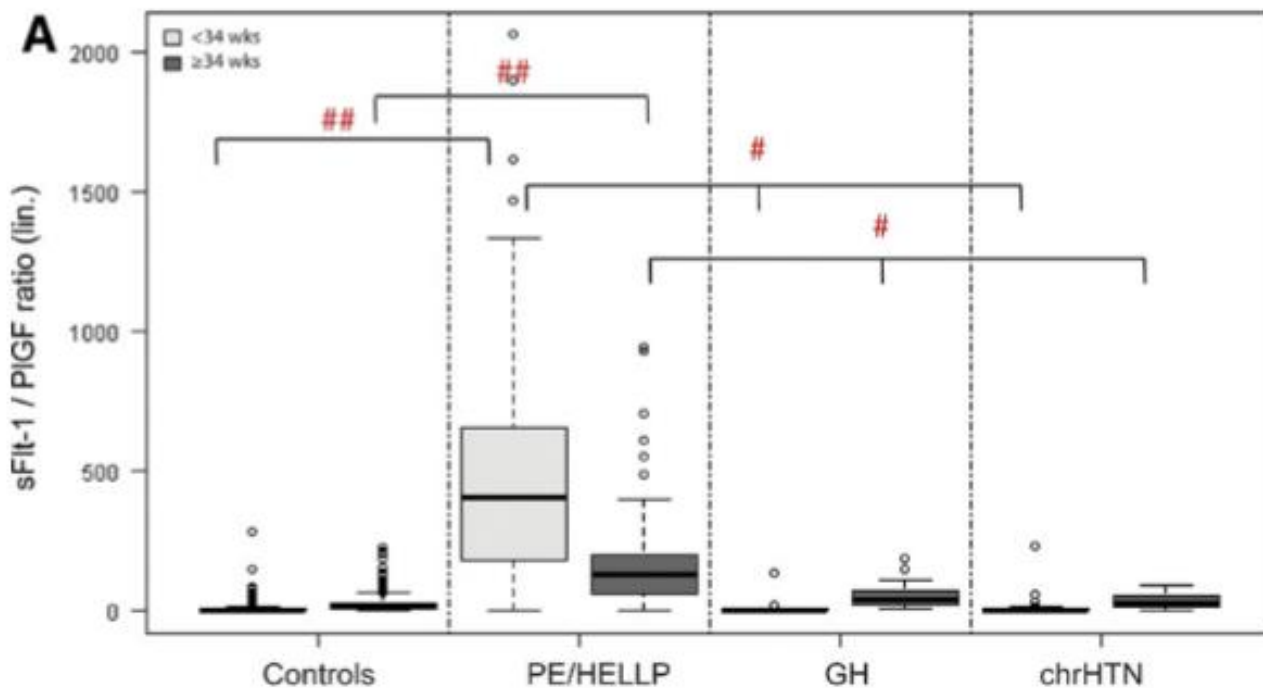 A
<34 wks
≥34 wks
##
##
#
#
sFlt-1 / PlGF ratio (lin.)
2000
1500
1000
500
0
Controls
PE/HELLP
GH
chrHTN